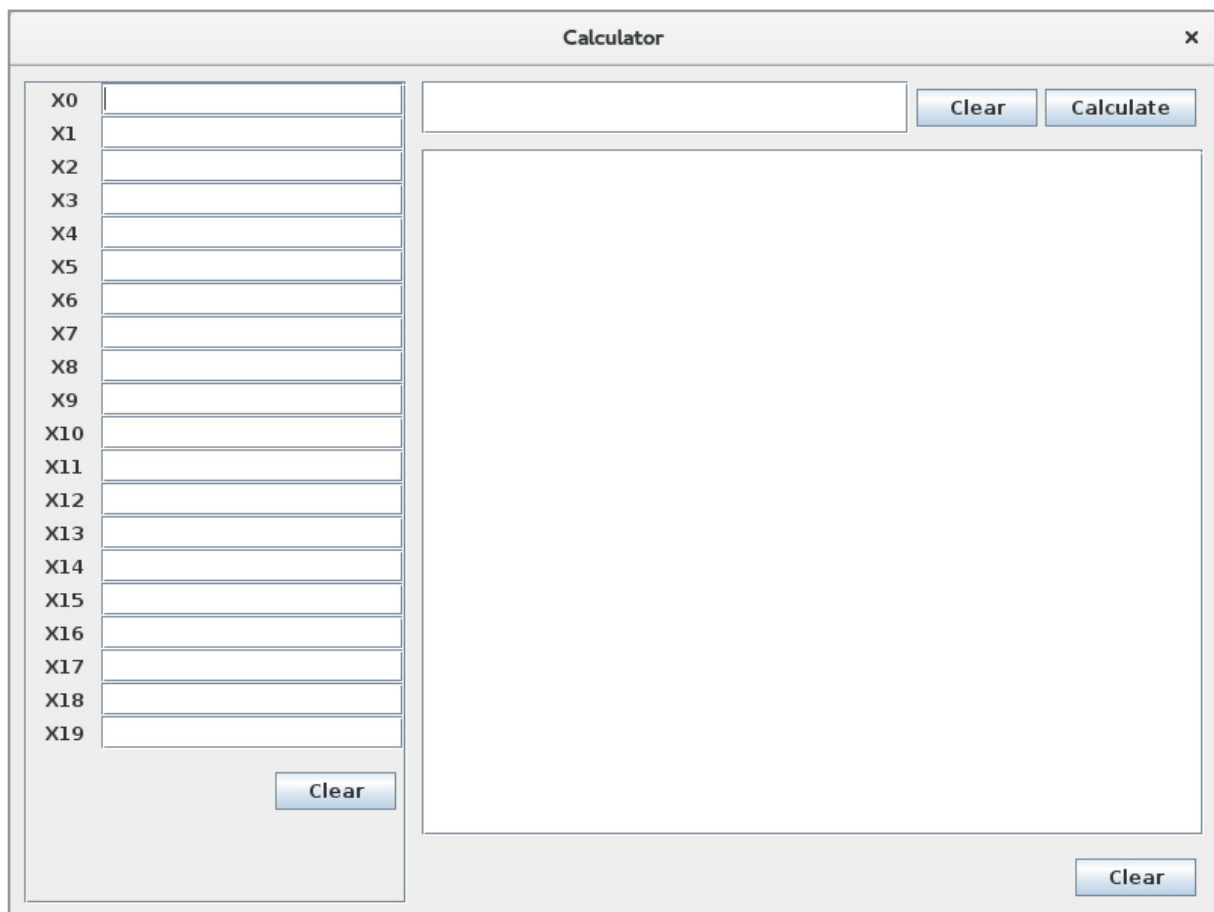 Calculator ×
X0
Clear Calculate
X1
X2
X3
X4
X5
X6
X7
X8
X9
X10
X11
X12
X13
X14
X15
X16
X17
X18
X19
Clear
Clear